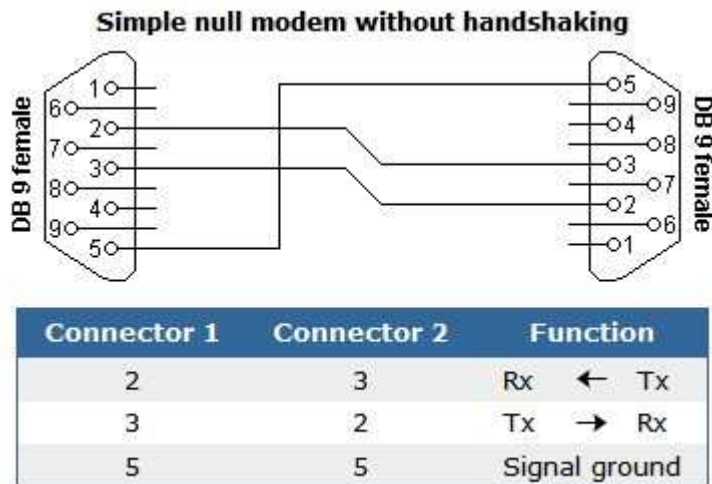 Simple null modem without handshaking
DB 9 female
1
6
2
7
3
8
4
9
5
5
9
4
8
3
7
2
6
1
DB 9 female
Connector 1 Connector 2 Function
2 3 Rx ← Tx
3 2 Tx → Rx
5 5 Signal ground